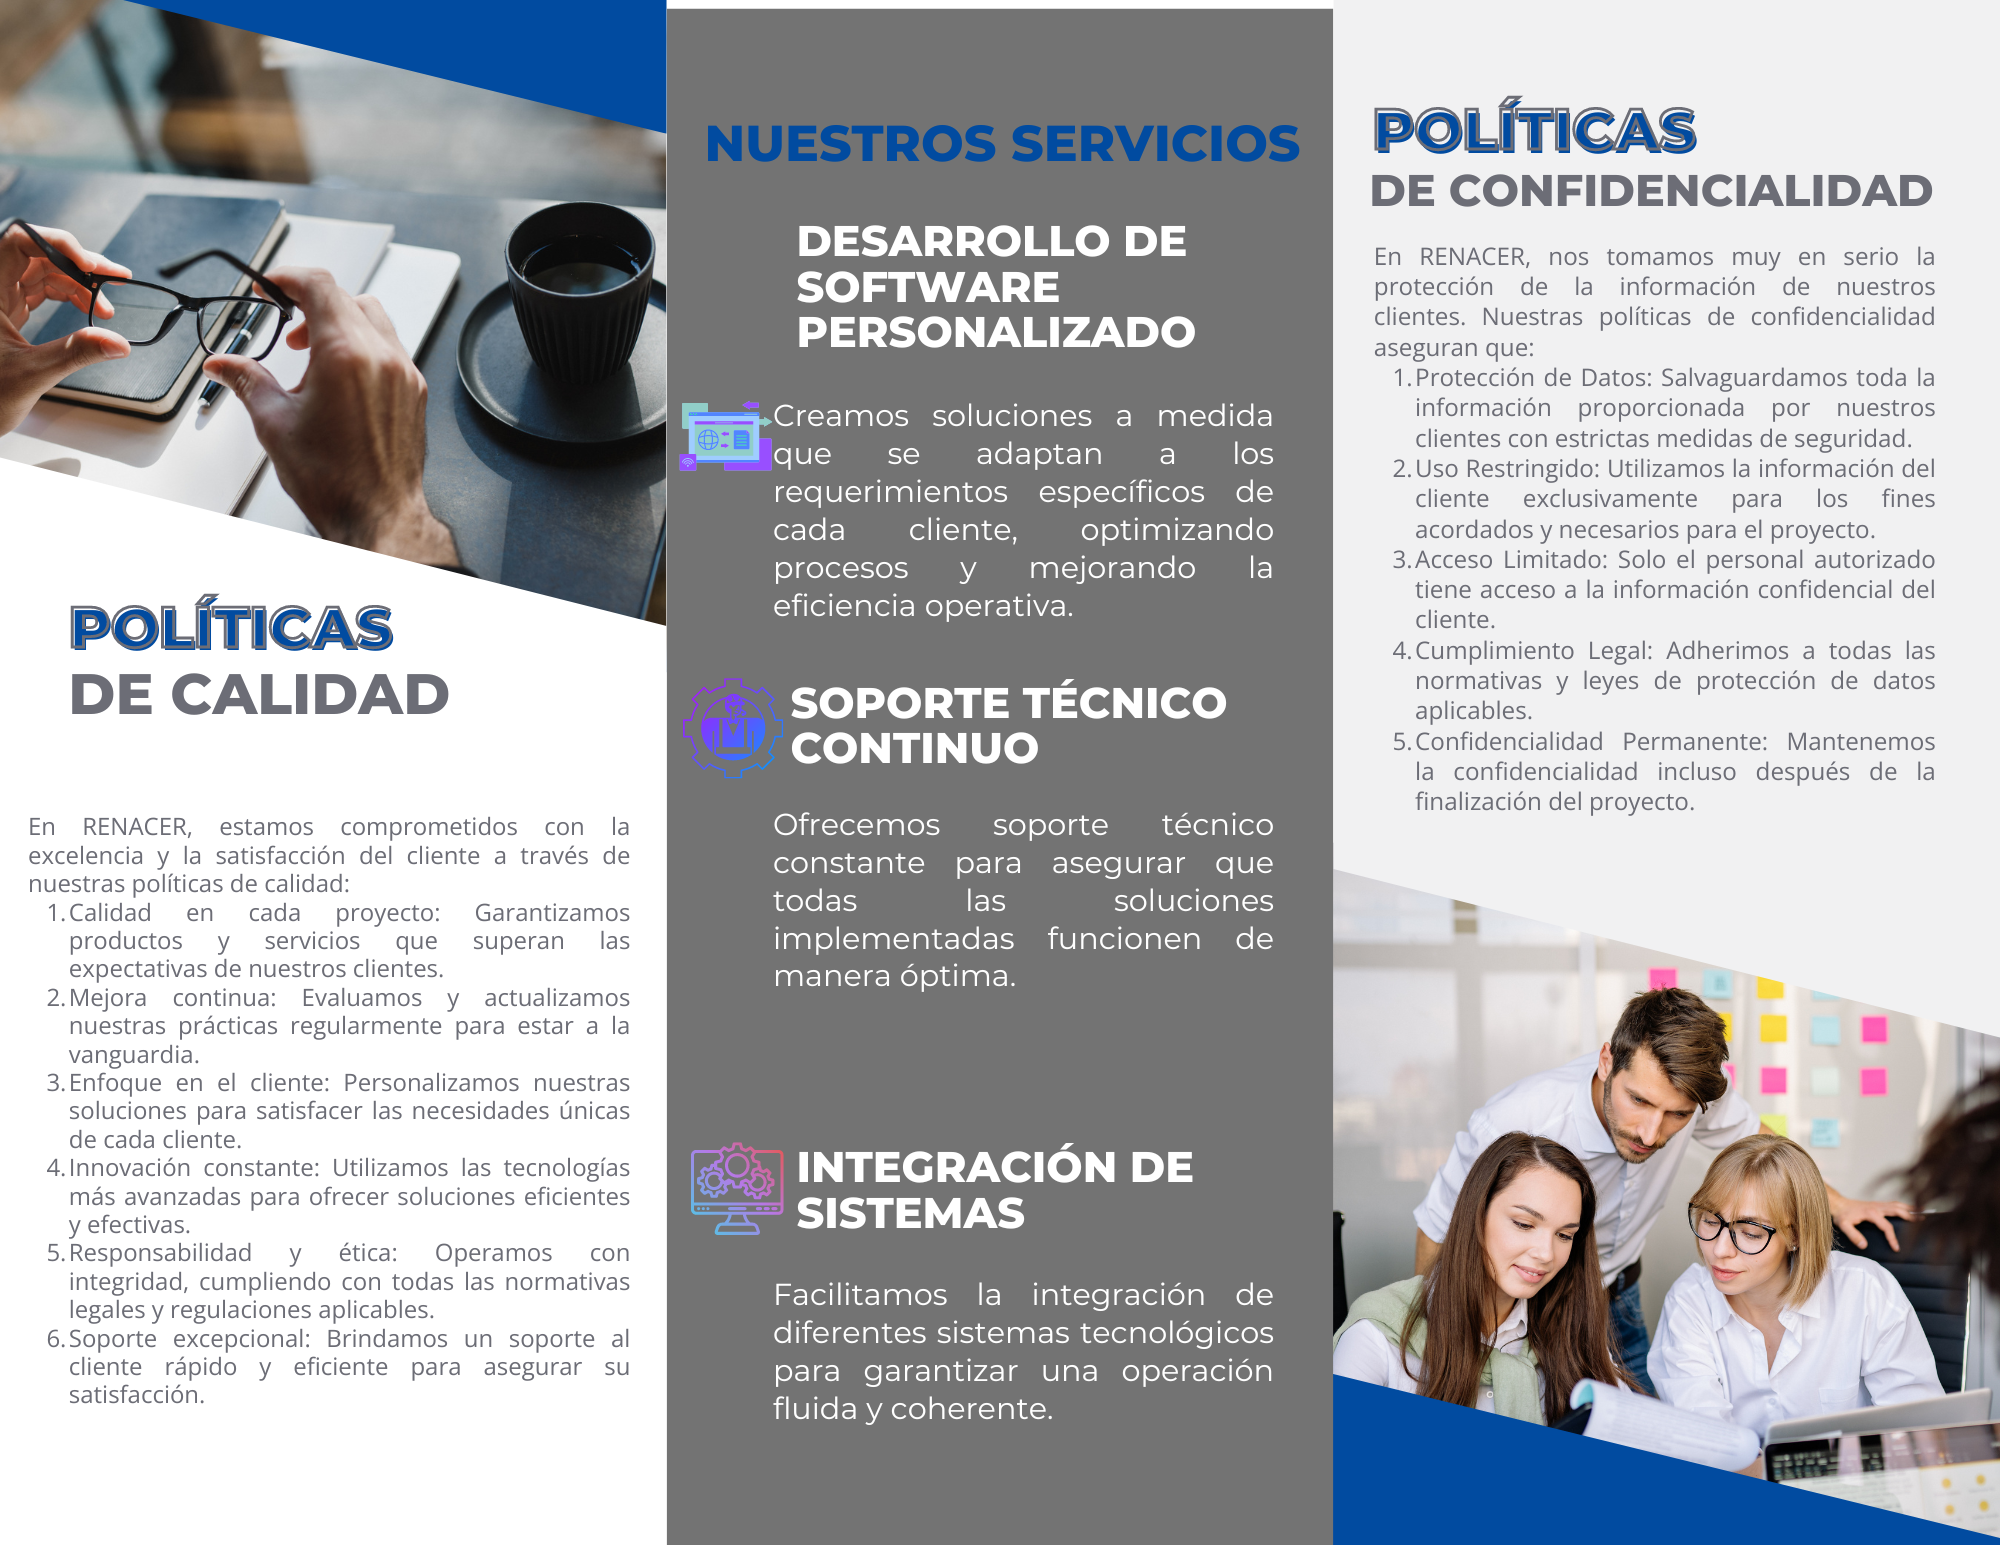 POLÍTICAS
DE CALIDAD
En RENACER, estamos comprometidos con la
excelencia y la satisfacción del cliente a través de
nuestras políticas de calidad:
1. Calidad en cada proyecto: Garantizamos
productos y servicios que superan las
expectativas de nuestros clientes.
2. Mejora continua: Evaluamos y actualizamos
nuestras prácticas regularmente para estar a la
vanguardia.
3. Enfoque en el cliente: Personalizamos nuestras
soluciones para satisfacer las necesidades únicas
de cada cliente.
4. Innovación constante: Utilizamos las tecnologías
más avanzadas para ofrecer soluciones eficientes
y efectivas.
5. Responsabilidad y ética: Operamos con
integridad, cumpliendo con todas las normativas
legales y regulaciones aplicables.
6. Soporte excepcional: Brindamos un soporte al
cliente rápido y eficiente para asegurar su
satisfacción.
NUESTROS SERVICIOS
DESARROLLO DE
SOFTWARE
PERSONALIZADO
Creamos soluciones a medida
que se adaptan a los
requerimientos específicos de
cada cliente, optimizando
procesos y mejorando la
eficiencia operativa.
SOPORTE TÉCNICO
CONTINUO
Ofrecemos soporte técnico
constante para asegurar que
todas las soluciones
implementadas funcionen de
manera óptima.
INTEGRACIÓN DE
SISTEMAS
Facilitamos la integración de
diferentes sistemas tecnológicos
para garantizar una operación
fluida y coherente.
POLÍTICAS
DE CONFIDENCIALIDAD
En RENACER, nos tomamos muy en serio la
protección de la información de nuestros
clientes. Nuestras políticas de confidencialidad
aseguran que:
1. Protección de Datos: Salvaguardamos toda la
información proporcionada por nuestros
clientes con estrictas medidas de seguridad.
2. Uso Restringido: Utilizamos la información del
cliente exclusivamente para los fines
acordados y necesarios para el proyecto.
3. Acceso Limitado: Solo el personal autorizado
tiene acceso a la información confidencial del
cliente.
4. Cumplimiento Legal: Adherimos a todas las
normativas y leyes de protección de datos
aplicables.
5. Confidencialidad Permanente: Mantenemos
la confidencialidad incluso después de la
finalización del proyecto.